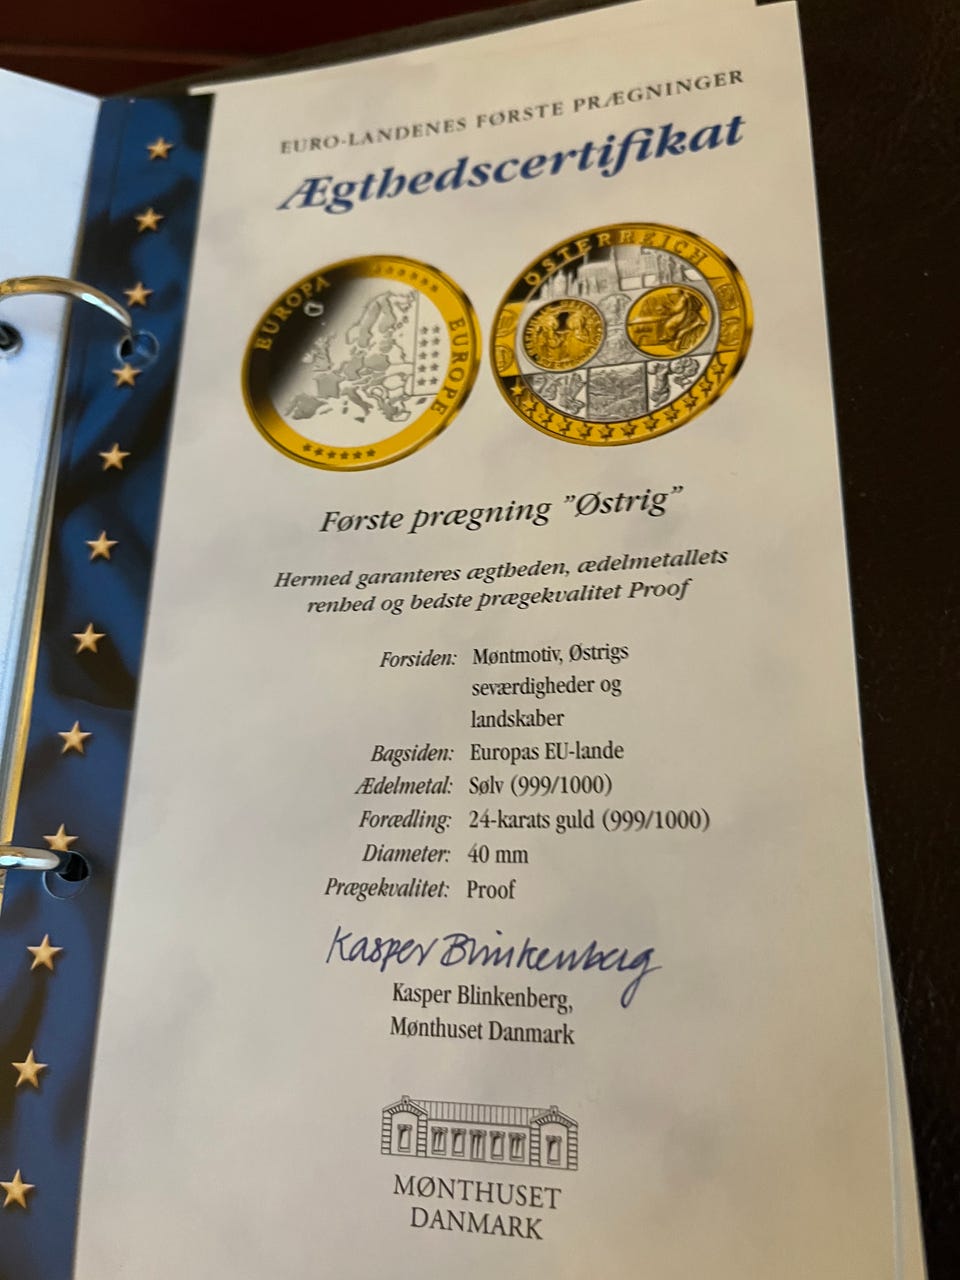 EURO-LANDENES FØRSTE PRÆGNINGER
Ægthedscertifikat
EUROPA
EUROPE
ÖSTERREICH
Første prægning ”Østrig”
Hermed garanteres ægtheden, ædelmetallets
renhed og bedste prægekvalitet Proof
Forsiden: Møntmotiv, Østrigs
seværdigheder og
landskaber
Bagsiden: Europas EU-lande
Ædelmetal: Sølv (999/1000)
Forædling: 24-karats guld (999/1000)
Diameter: 40 mm
Prægekvalitet: Proof
Kasper Blinkenberg
Kasper Blinkenberg,
Mønthuset Danmark
MØNTHUSET
DANMARK